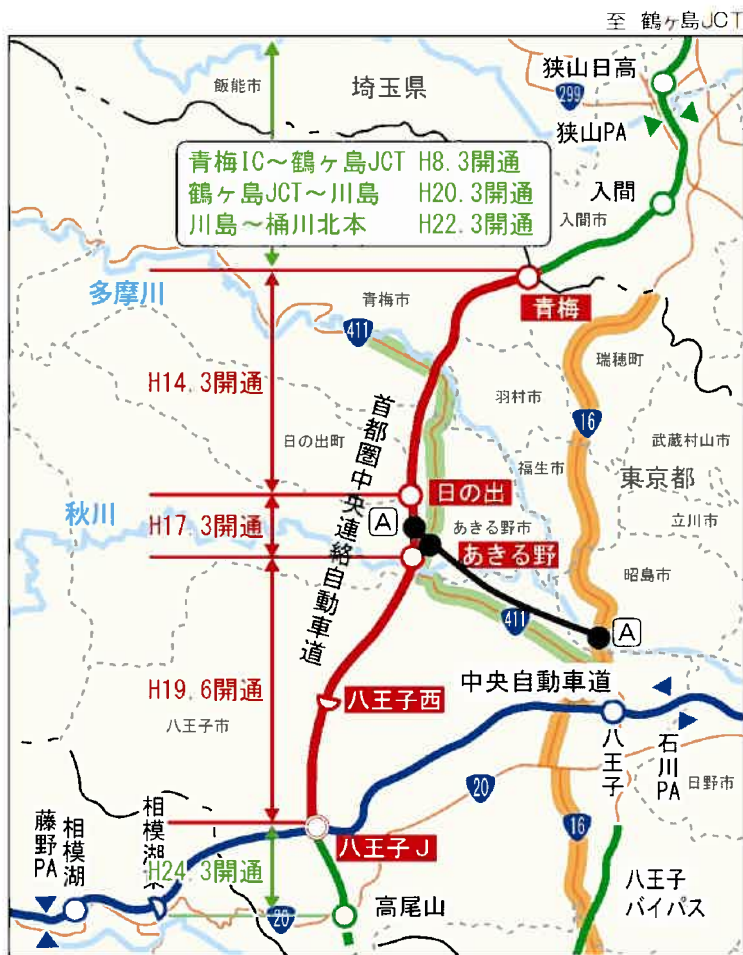 至 鶴ヶ島JCT
飯能市
埼玉県
狭山日高
299
狭山PA
青梅IC～鶴ヶ島JCT H8.3開通
鶴ヶ島JCT～川島 H20.3開通
川島～桶川北本 H22.3開通
入間
入間市
多摩川
青梅市
青梅
411
瑞穂町
H14.3開通
首都圏中央連絡自動車道
羽村市
16
日の出町
福生市
武蔵村山市
東京都
日の出
秋川
H17.3開通
A
あきる野市
立川市
あきる野
昭島市
411
A
H19.6開通
八王子西
中央自動車道
八王子市
八王子
石川PA
20
日野市
藤野PA
相模湖
相模湖東
八王子J
16
H24.3開通
20
高尾山
八王子
バイパス